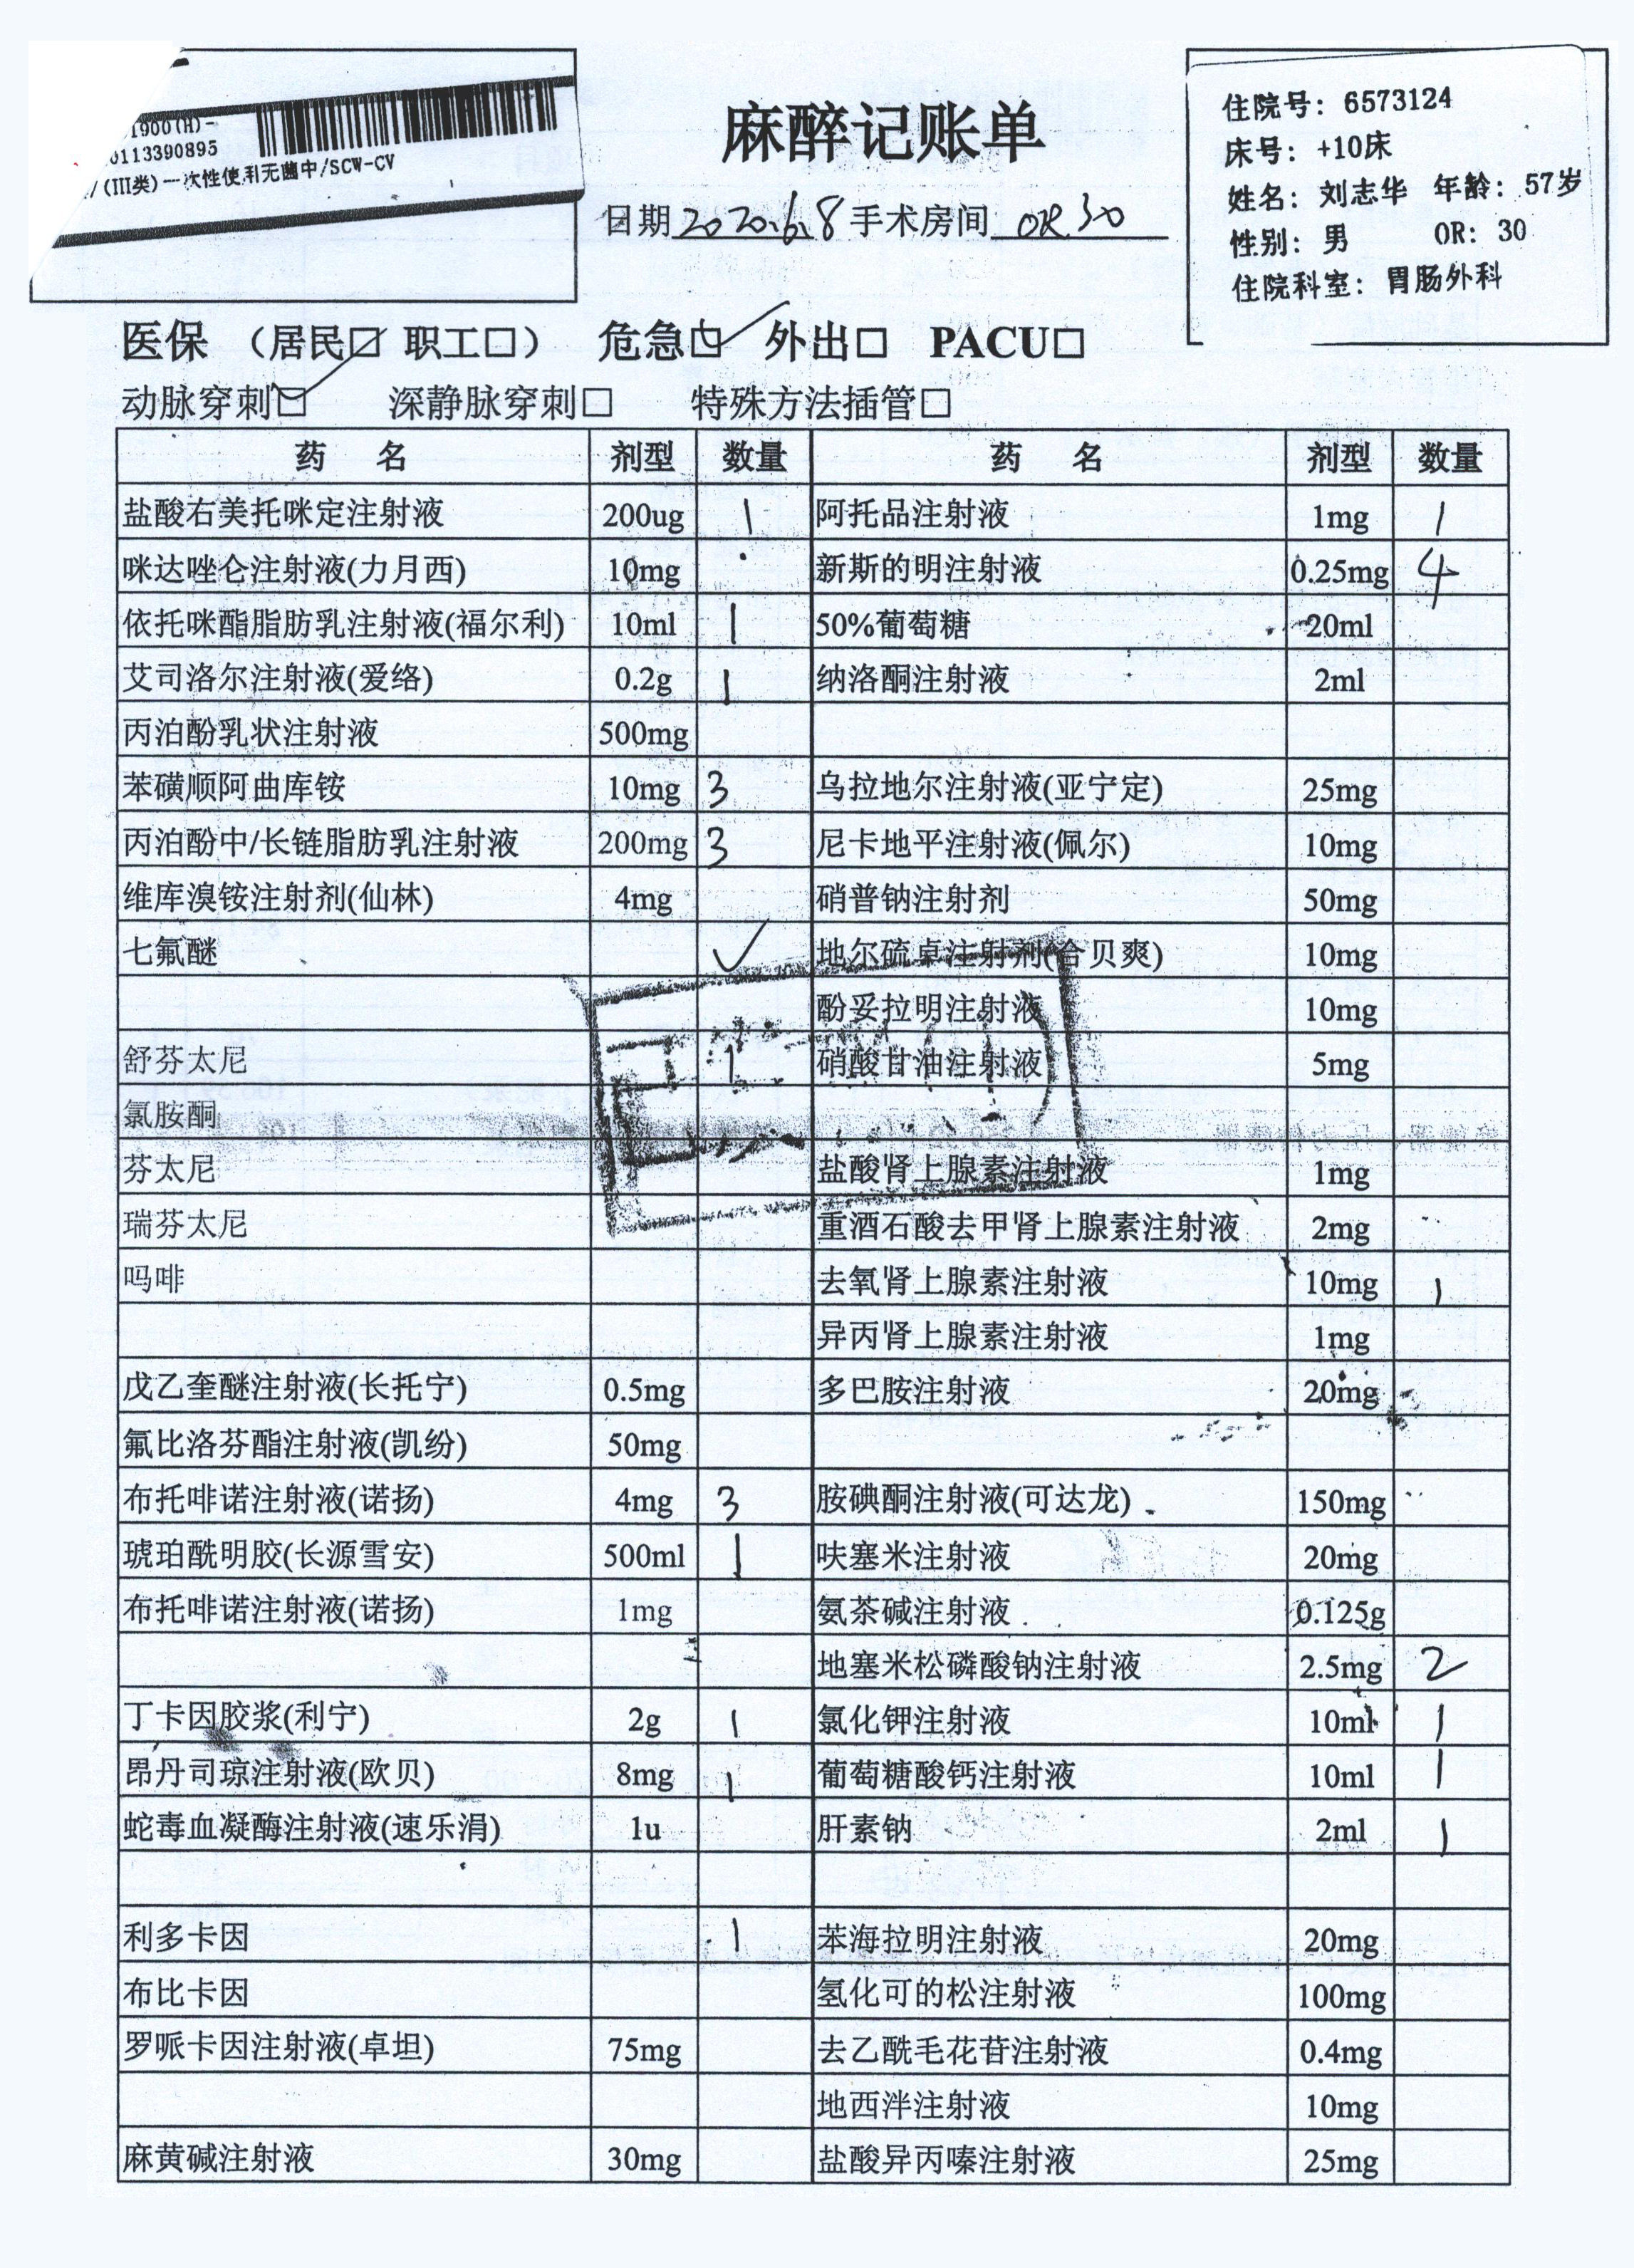 1900(H)-
0113390895
/(III类)一次性使用无菌中/SCW-CV
麻醉记账单
日期 2020.6.8 手术房间 OR 30
住院号: 6573124
床号: +10床
姓名: 刘志华 年龄: 57岁
性别: 男 OR: 30
住院科室: 胃肠外科
医保 (居民☑ 职工□) 危急☑ 外出□ PACU□
动脉穿刺☑ 深静脉穿刺□ 特殊方法插管□
药 名 剂型 数量 药 名 剂型 数量
盐酸右美托咪定注射液 200ug 1 阿托品注射液 1mg 1
咪达唑仑注射液(力月西) 10mg 新斯的明注射液 0.25mg 4
依托咪酯脂肪乳注射液(福尔利) 10ml 1 50%葡萄糖 20ml
艾司洛尔注射液(爱络) 0.2g 1 纳洛酮注射液 2ml
丙泊酚乳状注射液 500mg
苯磺顺阿曲库铵 10mg 3 乌拉地尔注射液(亚宁定) 25mg
丙泊酚中/长链脂肪乳注射液 200mg 3 尼卡地平注射液(佩尔) 10mg
维库溴铵注射剂(仙林) 4mg 硝普钠注射剂 50mg
七氟醚 ✓ 地尔硫卓注射剂(合贝爽) 10mg
酚妥拉明注射液 10mg
舒芬太尼 1 硝酸甘油注射液 5mg
氯胺酮
芬太尼 盐酸肾上腺素注射液 1mg
瑞芬太尼 重酒石酸去甲肾上腺素注射液 2mg
吗啡 去氧肾上腺素注射液 10mg 1
异丙肾上腺素注射液 1mg
戊乙奎醚注射液(长托宁) 0.5mg 多巴胺注射液 20mg
氟比洛芬酯注射液(凯纷) 50mg
布托啡诺注射液(诺扬) 4mg 3 胺碘酮注射液(可达龙) 150mg
琥珀酰明胶(长源雪安) 500ml 1 呋塞米注射液 20mg
布托啡诺注射液(诺扬) 1mg 氨茶碱注射液 0.125g
地塞米松磷酸钠注射液 2.5mg 2
丁卡因胶浆(利宁) 2g 1 氯化钾注射液 10ml 1
昂丹司琼注射液(欧贝) 8mg 1 葡萄糖酸钙注射液 10ml 1
蛇毒血凝酶注射液(速乐涓) 1u 肝素钠 2ml 1
利多卡因 1 苯海拉明注射液 20mg
布比卡因 氢化可的松注射液 100mg
罗哌卡因注射液(卓坦) 75mg 去乙酰毛花苷注射液 0.4mg
地西泮注射液 10mg
麻黄碱注射液 30mg 盐酸异丙嗪注射液 25mg